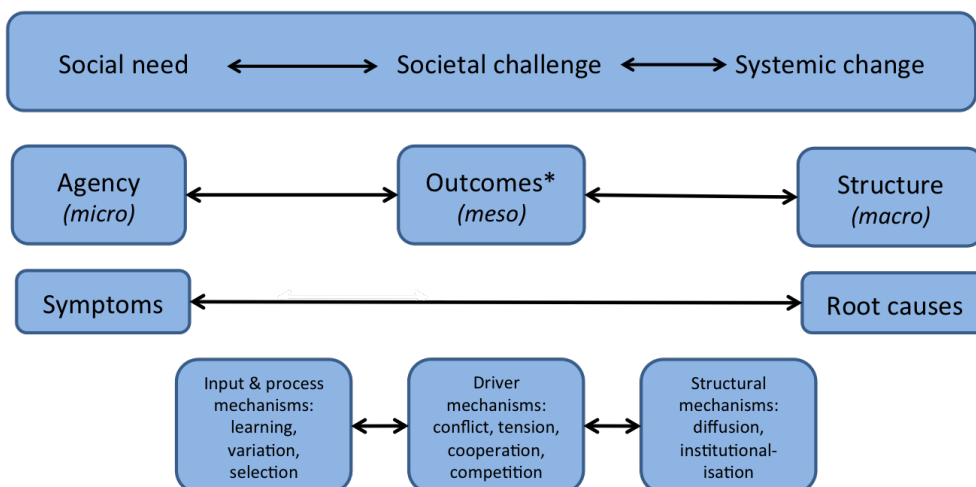 Social need
Societal challenge
Systemic change
Agency
(micro)
Outcomes*
(meso)
Structure
(macro)
Symptoms
Root causes
Input & process
mechanisms:
learning,
variation,
selection
Driver
mechanisms:
conflict, tension,
cooperation,
competition
Structural
mechanisms:
diffusion,
institutional-
isation